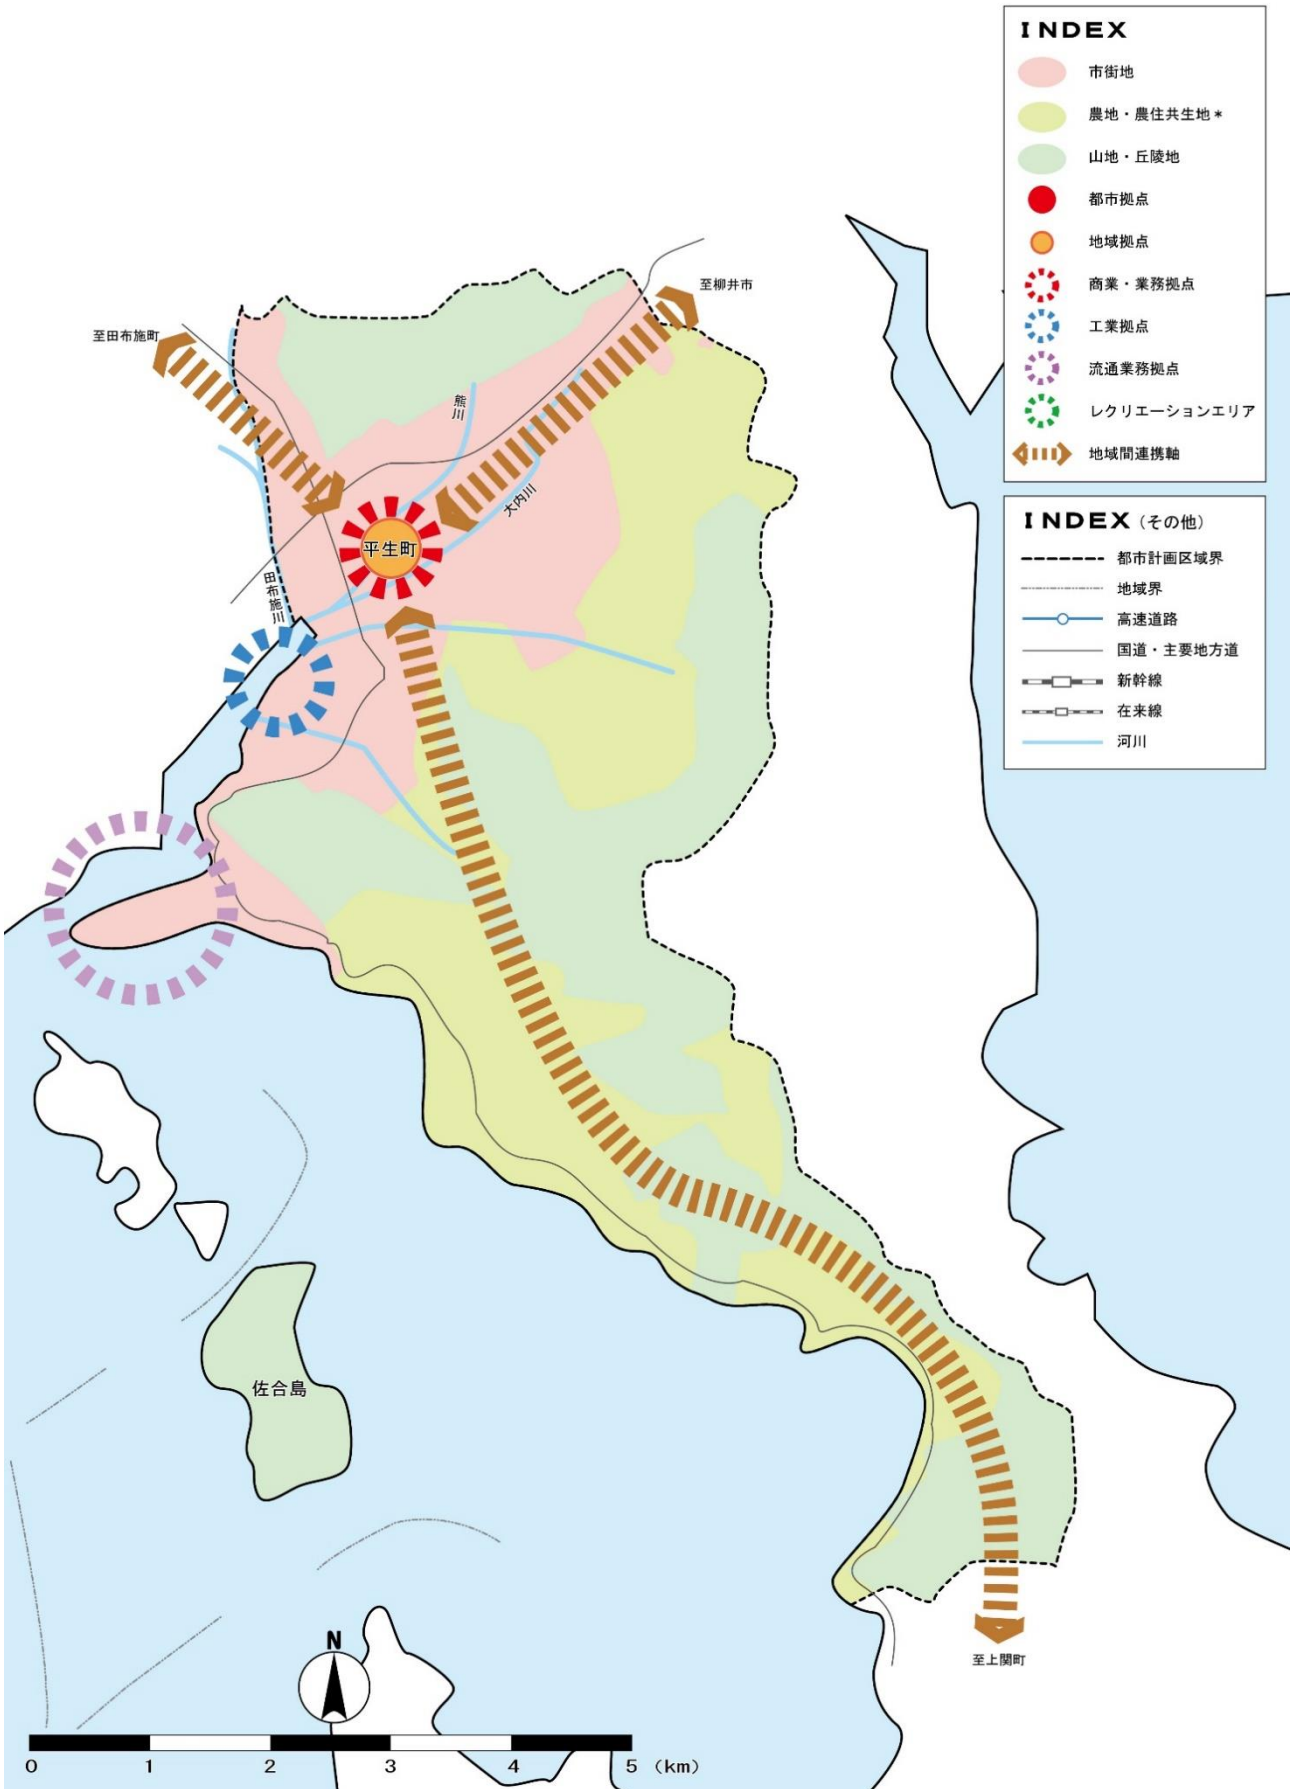 INDEX
市街地
農地・農住共生地*
山地・丘陵地
都市拠点
地域拠点
商業・業務拠点
工業拠点
流通業務拠点
レクリエーションエリア
地域間連携軸
INDEX(その他)
都市計画区域界
地域界
高速道路
国道・主要地方道
新幹線
在来線
河川
至柳井市
至田布施町
熊川
大内川
平生町
田布施川
佐合島
至上関町
N
0 1 2 3 4 5 (km)